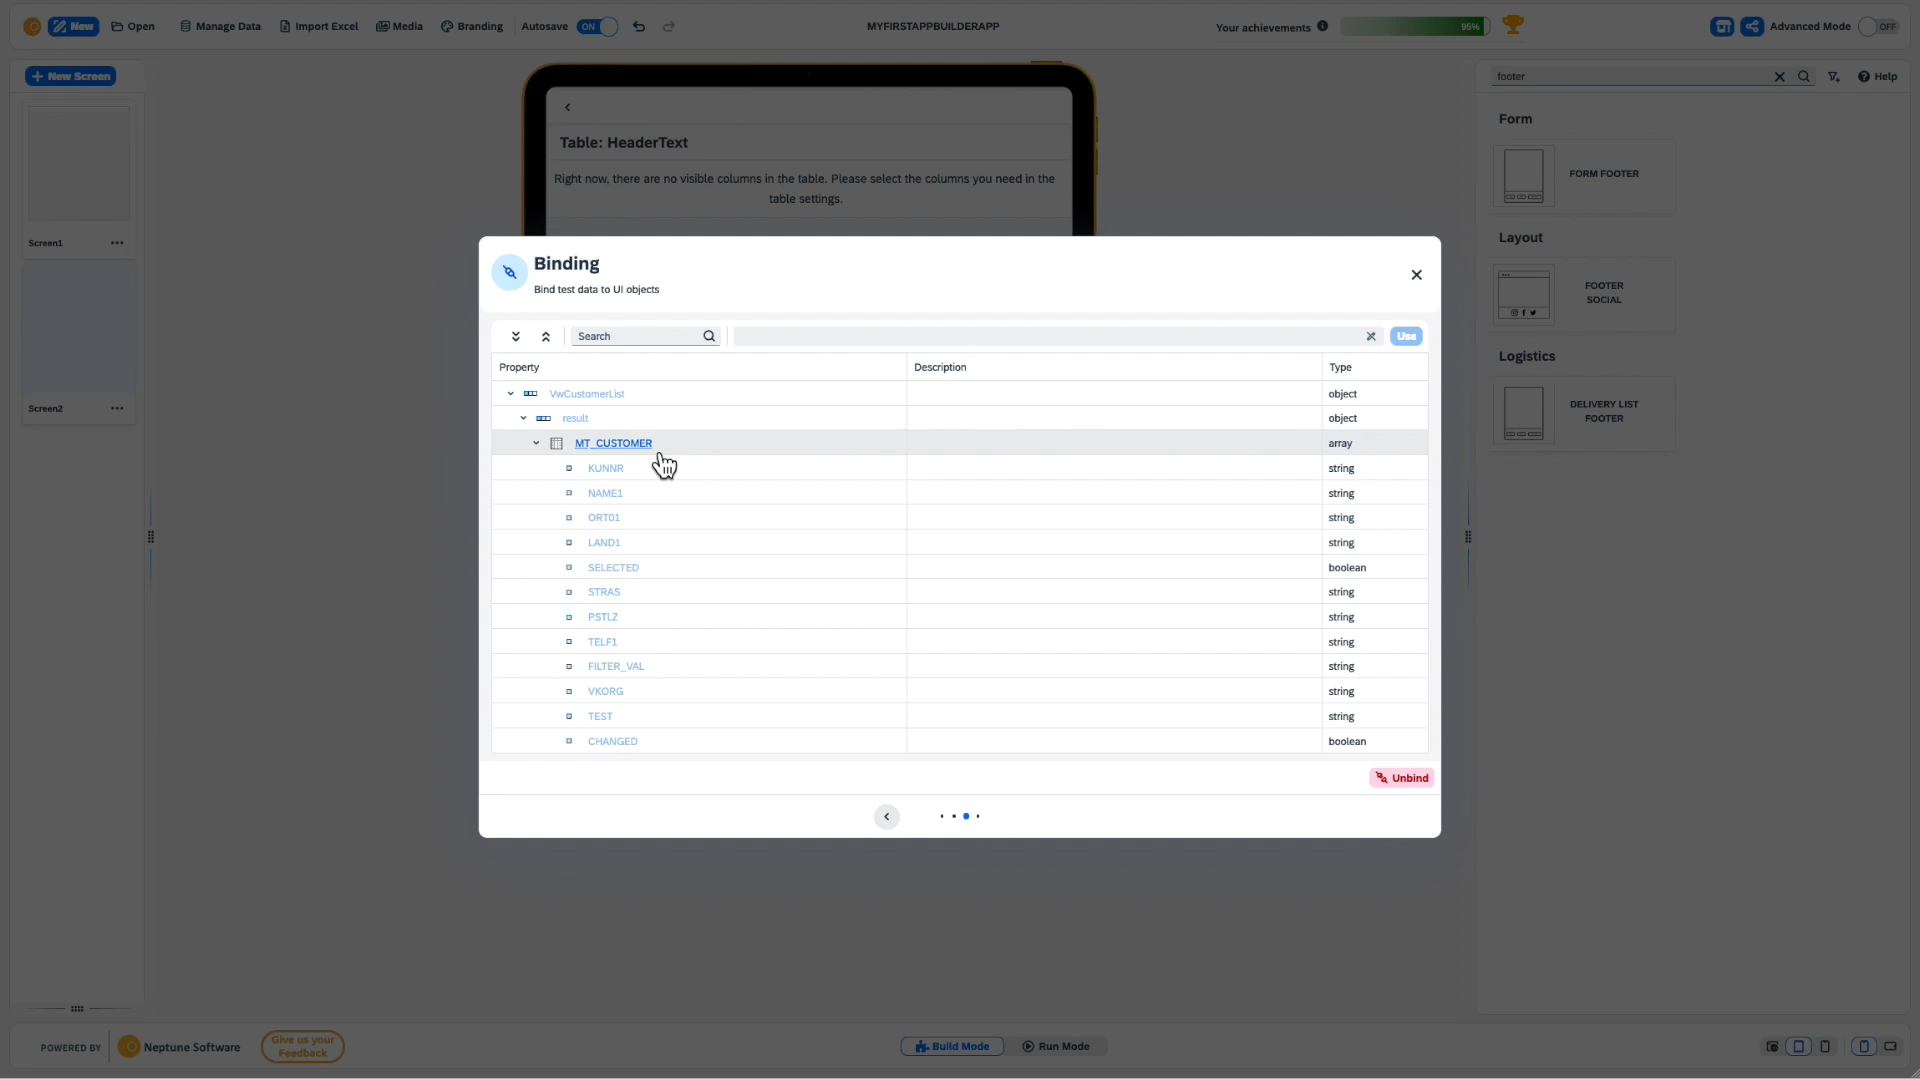 New
Open
Manage Data
Import Excel
Media
Branding
Autosave
ON
MYFIRSTAPPBUILDERAPP
Your achievements
95%
Advanced Mode
OFF
New Screen
Screen1
Screen2
Table: HeaderText
Right now, there are no visible columns in the table. Please select the columns you need in the
table settings.
footer
Help
Form
FORM FOOTER
Layout
FOOTER
SOCIAL
Logistics
DELIVERY LIST
FOOTER
Binding
Bind test data to UI objects
Search
Use
Property Description Type
VwCustomerList object
result object
MT_CUSTOMER array
KUNNR string
NAME1 string
ORT01 string
LAND1 string
SELECTED boolean
STRAS string
PSTLZ string
TELF1 string
FILTER_VAL string
VKORG string
TEST string
CHANGED boolean
Unbind
POWERED BY
Neptune Software
Give us your
Feedback
Build Mode
Run Mode